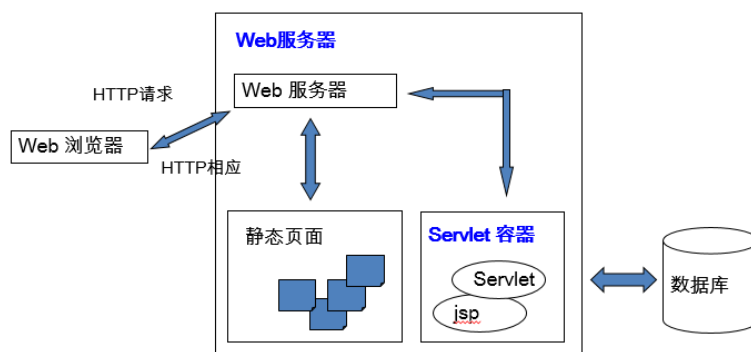 Web服务器
Web 服务器
HTTP请求
Web 浏览器
HTTP相应
静态页面
Servlet 容器
Servlet
jsp
数据库